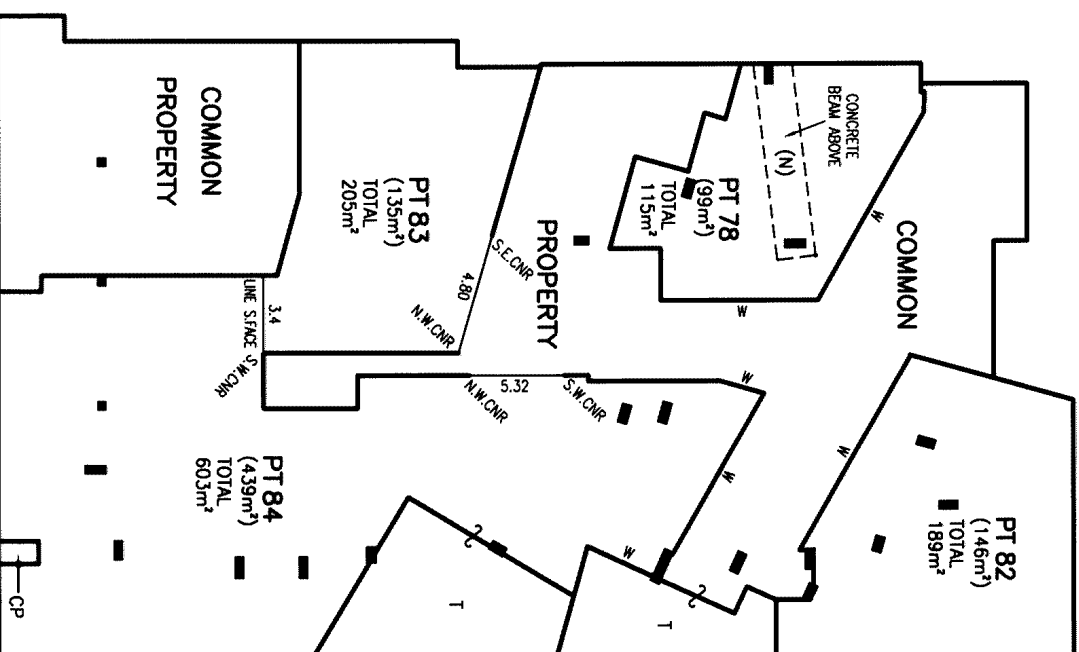 COMMON
PROPERTY
PT 83
(135m²)
TOTAL
205m²
PT 78
(99m²)
TOTAL
115m²
CONCRETE
BEAM ABOVE
(N)
COMMON
PROPERTY
W
W
W
W
W
W
S.E.CNR
4.80
N.W.CNR
3.4
LINE S.FACE
S.W.CNR
5.32
N.W.CNR
S.W.CNR
PT 84
(439m²)
TOTAL
603m²
PT 82
(146m²)
TOTAL
189m²
T
T
CP